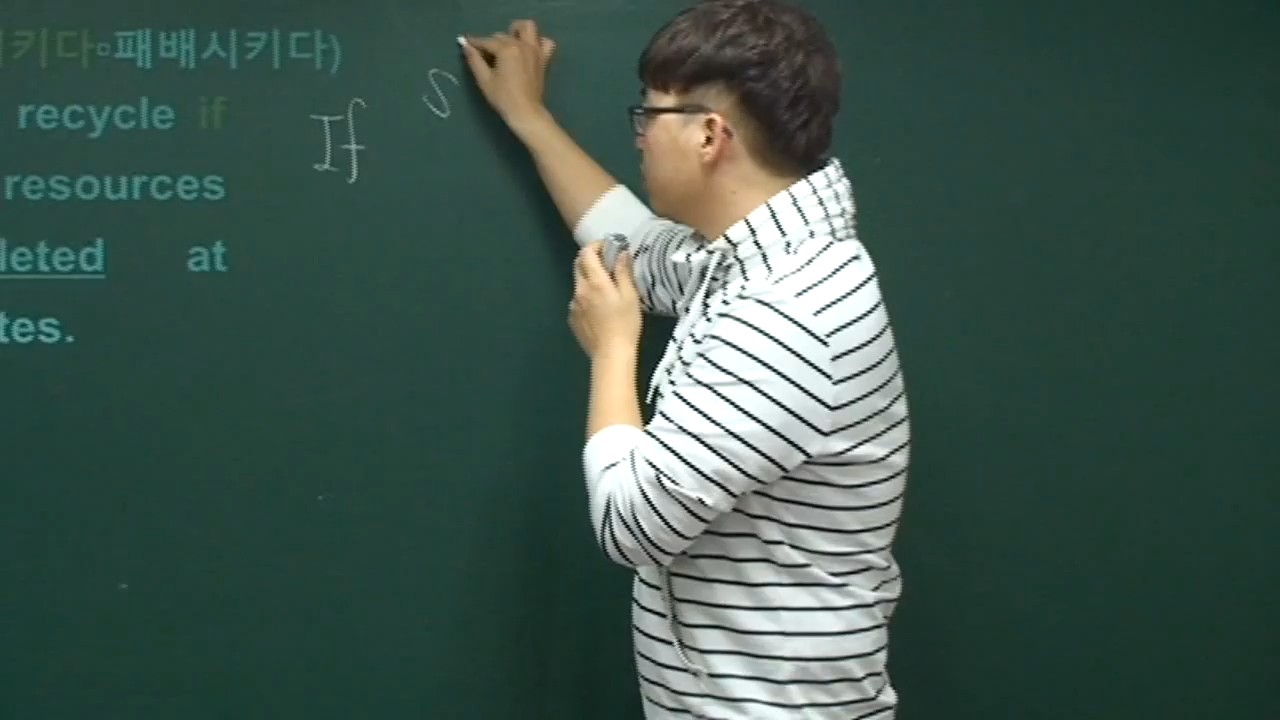 키다▫패배시키다)
recycle if
resources
leted at
tes.
If s